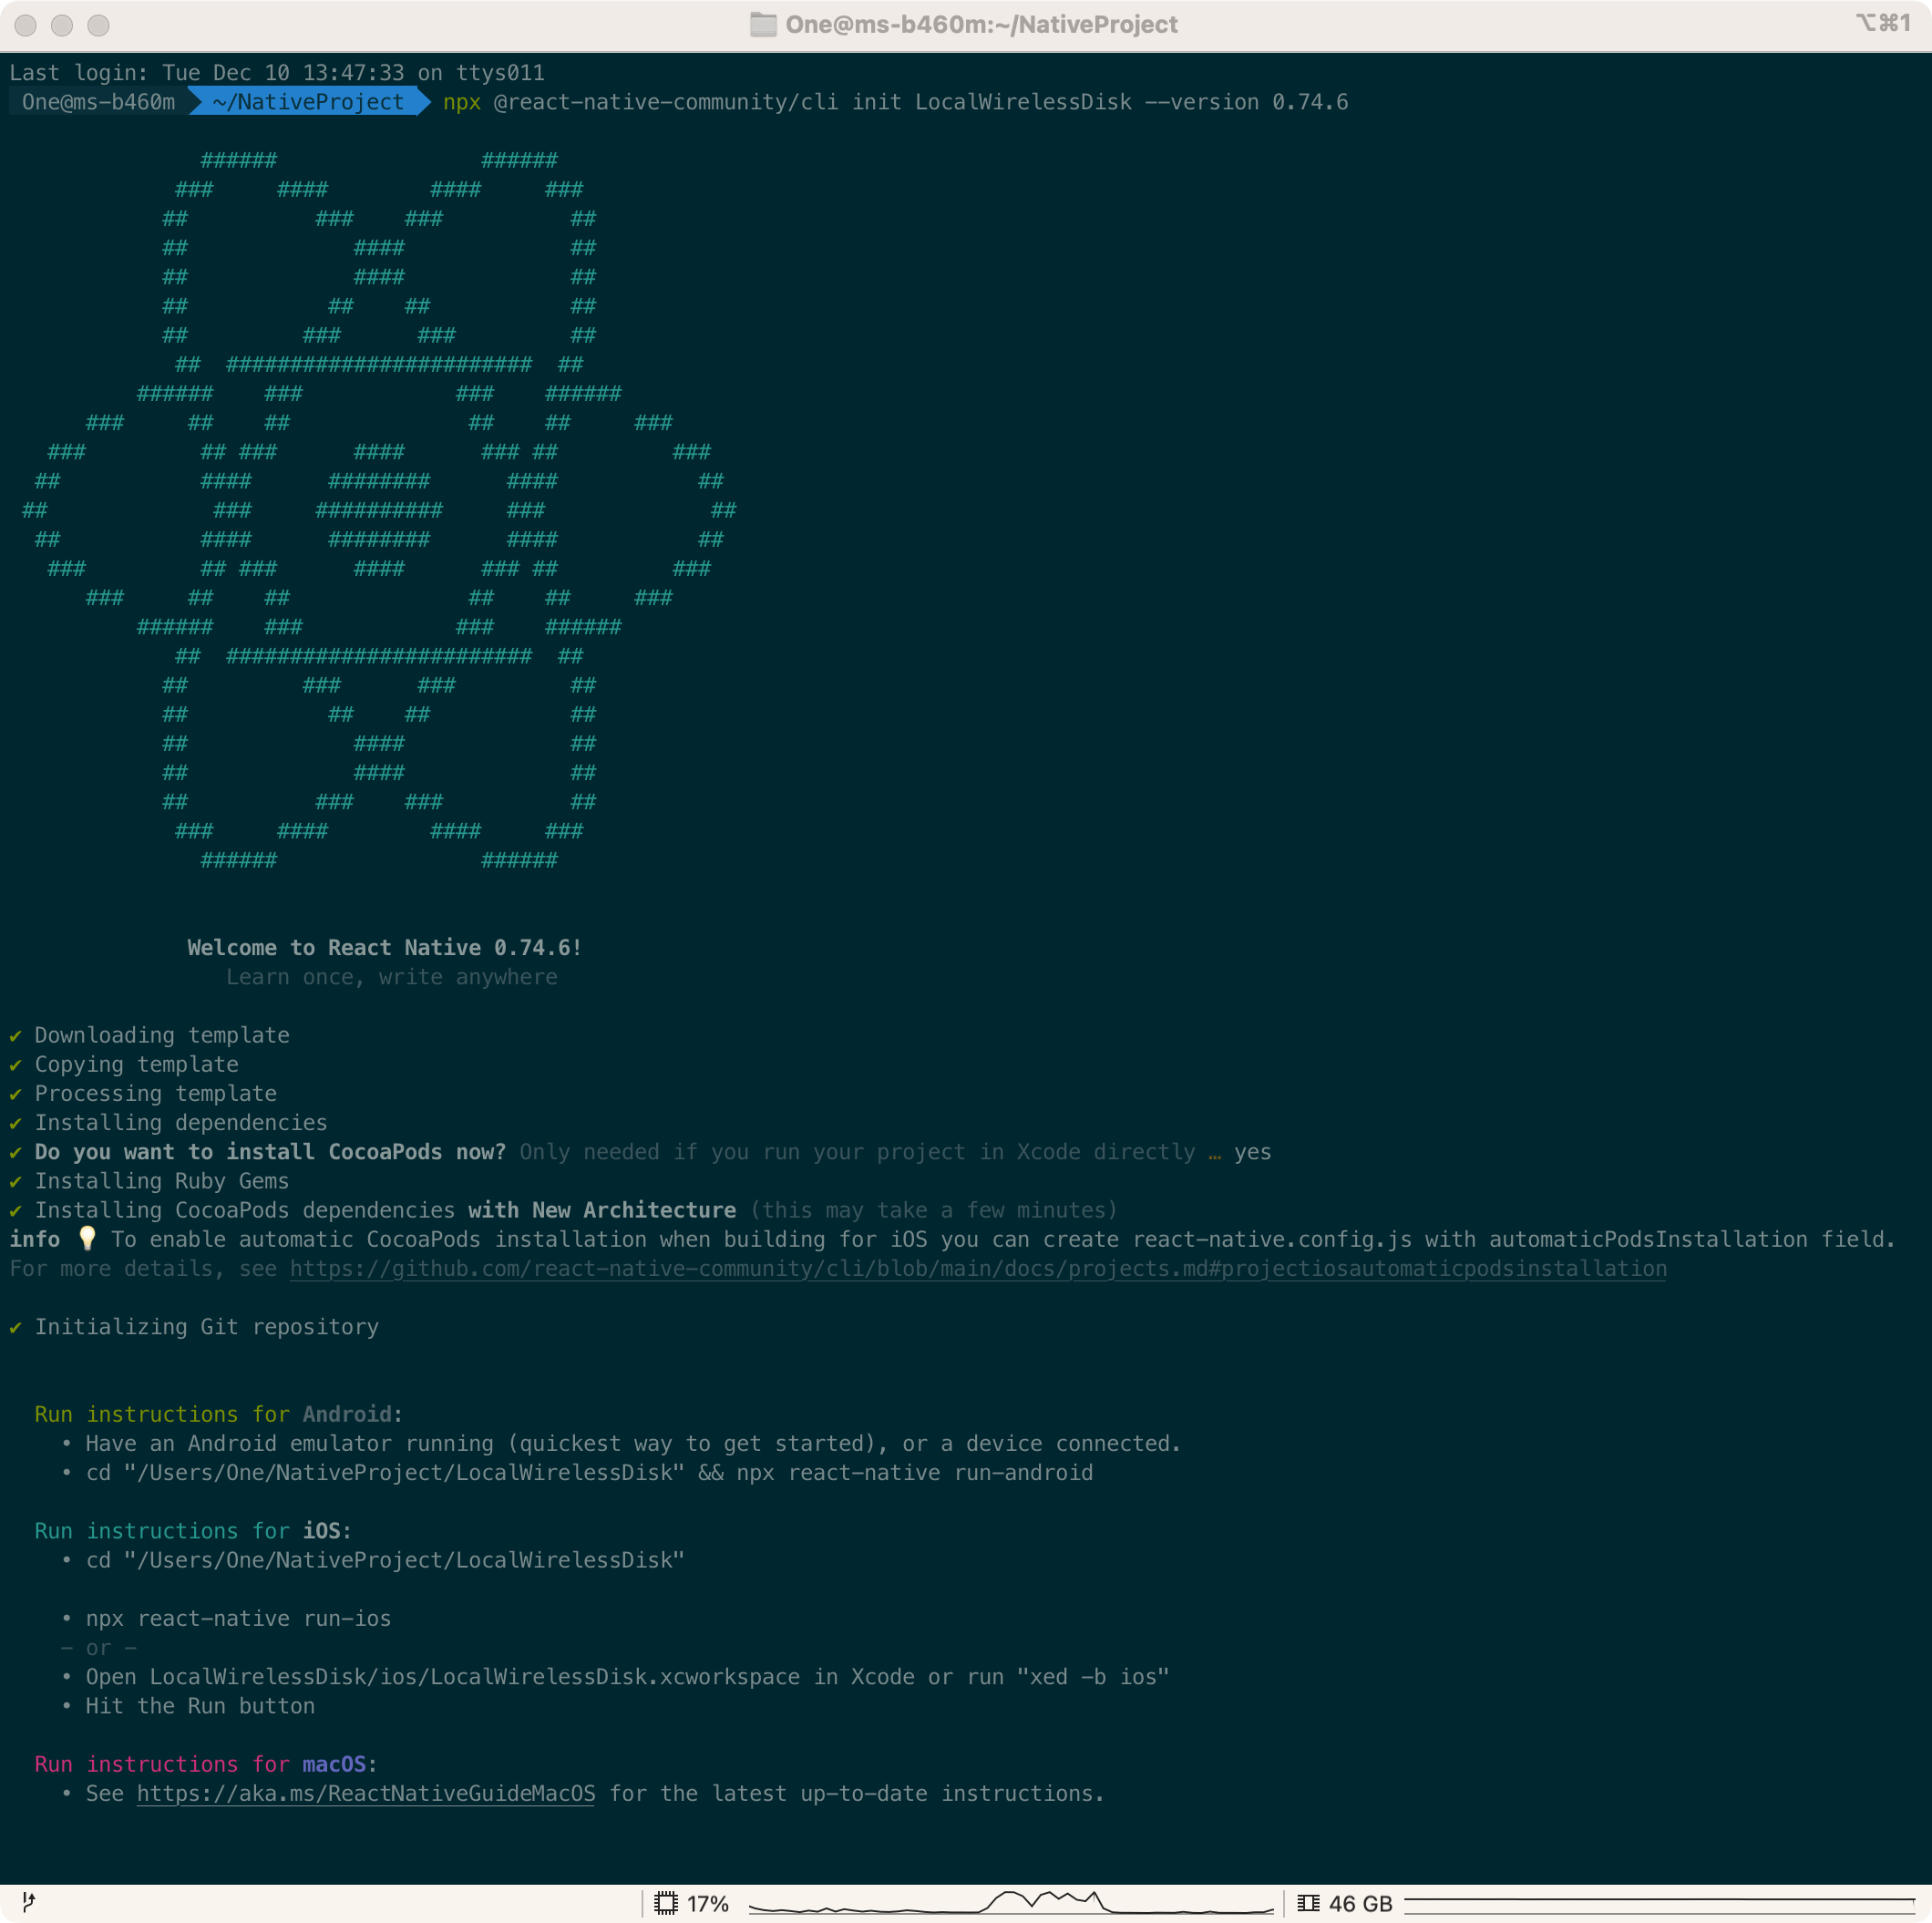 One@ms-b460m:~/NativeProject ⌥⌘1
Last login: Tue Dec 10 13:47:33 on ttys011
One@ms-b460m ~/NativeProject npx @react-native-community/cli init LocalWirelessDisk --version 0.74.6
               ######                ######
             ###     ####        ####     ###
            ##          ###    ###          ##
            ##             ####             ##
            ##             ####             ##
            ##           ##    ##           ##
            ##         ###      ###         ##
             ##  ########################  ##
          ######    ###            ###    ######
      ###     ##    ##              ##    ##     ###
   ###         ## ###      ####      ### ##         ###
  ##           ####      ########      ####           ##
 ##             ###     ##########     ###             ##
  ##           ####      ########      ####           ##
   ###         ## ###      ####      ### ##         ###
      ###     ##    ##              ##    ##     ###
          ######    ###            ###    ######
             ##  ########################  ##
            ##         ###      ###         ##
            ##           ##    ##           ##
            ##             ####             ##
            ##             ####             ##
            ##          ###    ###          ##
             ###     ####        ####     ###
               ######                ######
Welcome to React Native 0.74.6!
Learn once, write anywhere
✔ Downloading template
✔ Copying template
✔ Processing template
✔ Installing dependencies
✔ Do you want to install CocoaPods now? Only needed if you run your project in Xcode directly … yes
✔ Installing Ruby Gems
✔ Installing CocoaPods dependencies with New Architecture (this may take a few minutes)
info 💡 To enable automatic CocoaPods installation when building for iOS you can create react-native.config.js with automaticPodsInstallation field.
For more details, see https://github.com/react-native-community/cli/blob/main/docs/projects.md#projectiosautomaticpodsinstallation
✔ Initializing Git repository
Run instructions for Android:
• Have an Android emulator running (quickest way to get started), or a device connected.
• cd "/Users/One/NativeProject/LocalWirelessDisk" && npx react-native run-android
Run instructions for iOS:
• cd "/Users/One/NativeProject/LocalWirelessDisk"
• npx react-native run-ios
- or -
• Open LocalWirelessDisk/ios/LocalWirelessDisk.xcworkspace in Xcode or run "xed -b ios"
• Hit the Run button
Run instructions for macOS:
• See https://aka.ms/ReactNativeGuideMacOS for the latest up-to-date instructions.
17% 46 GB